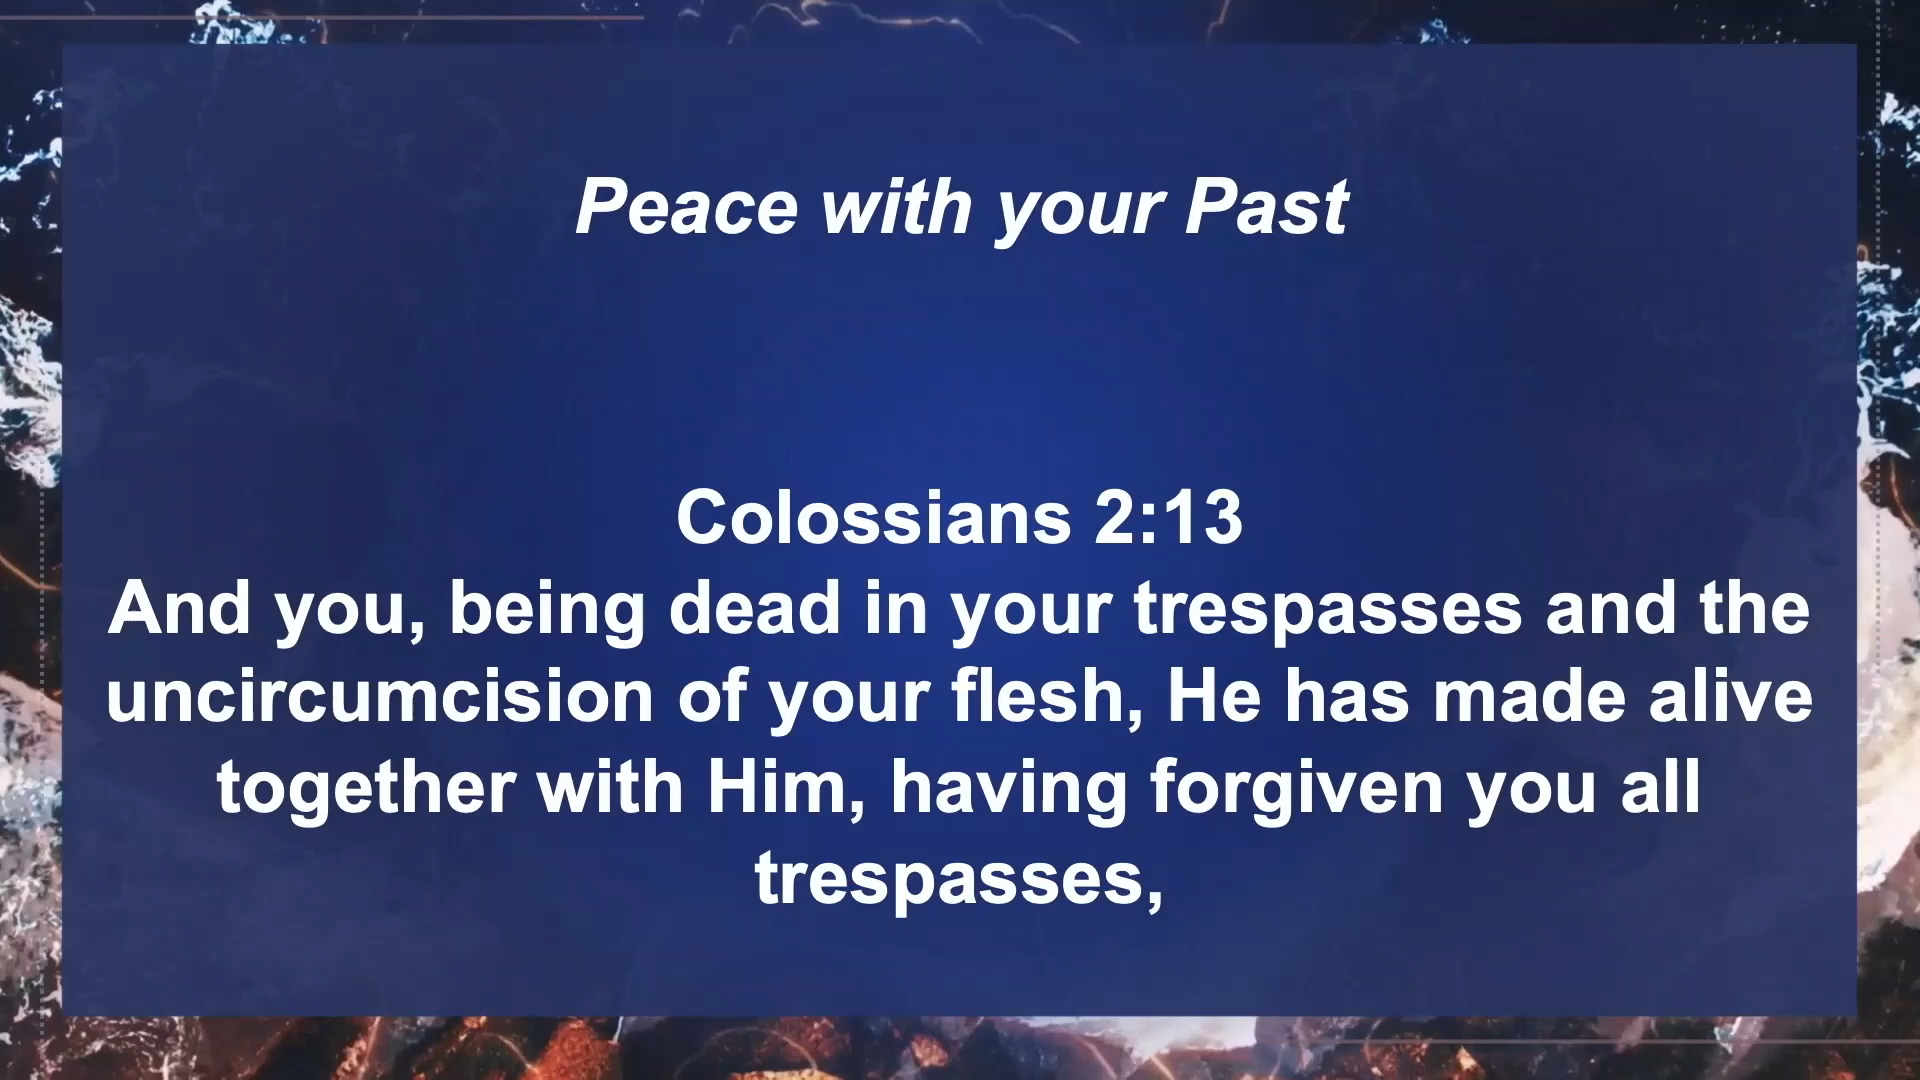 Peace with your Past
Colossians 2:13
And you, being dead in your trespasses and the
uncircumcision of your flesh, He has made alive
together with Him, having forgiven you all
trespasses,